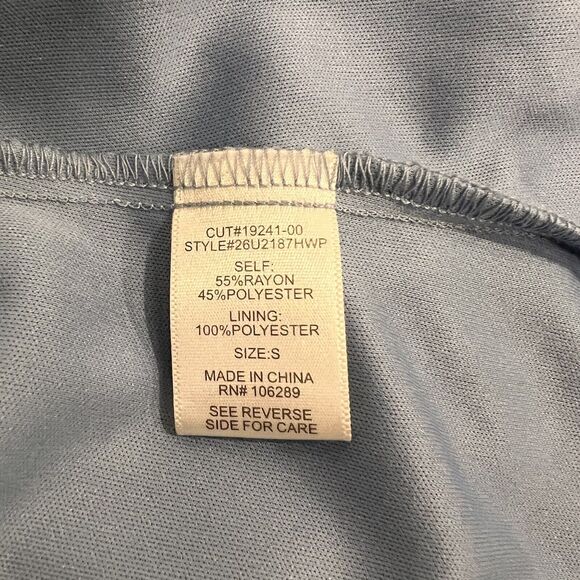 CUT#19241-00
STYLE#26U2187HWP
SELF:
55%RAYON
45%POLYESTER
LINING:
100%POLYESTER
SIZE:S
MADE IN CHINA
RN# 106289
SEE REVERSE
SIDE FOR CARE